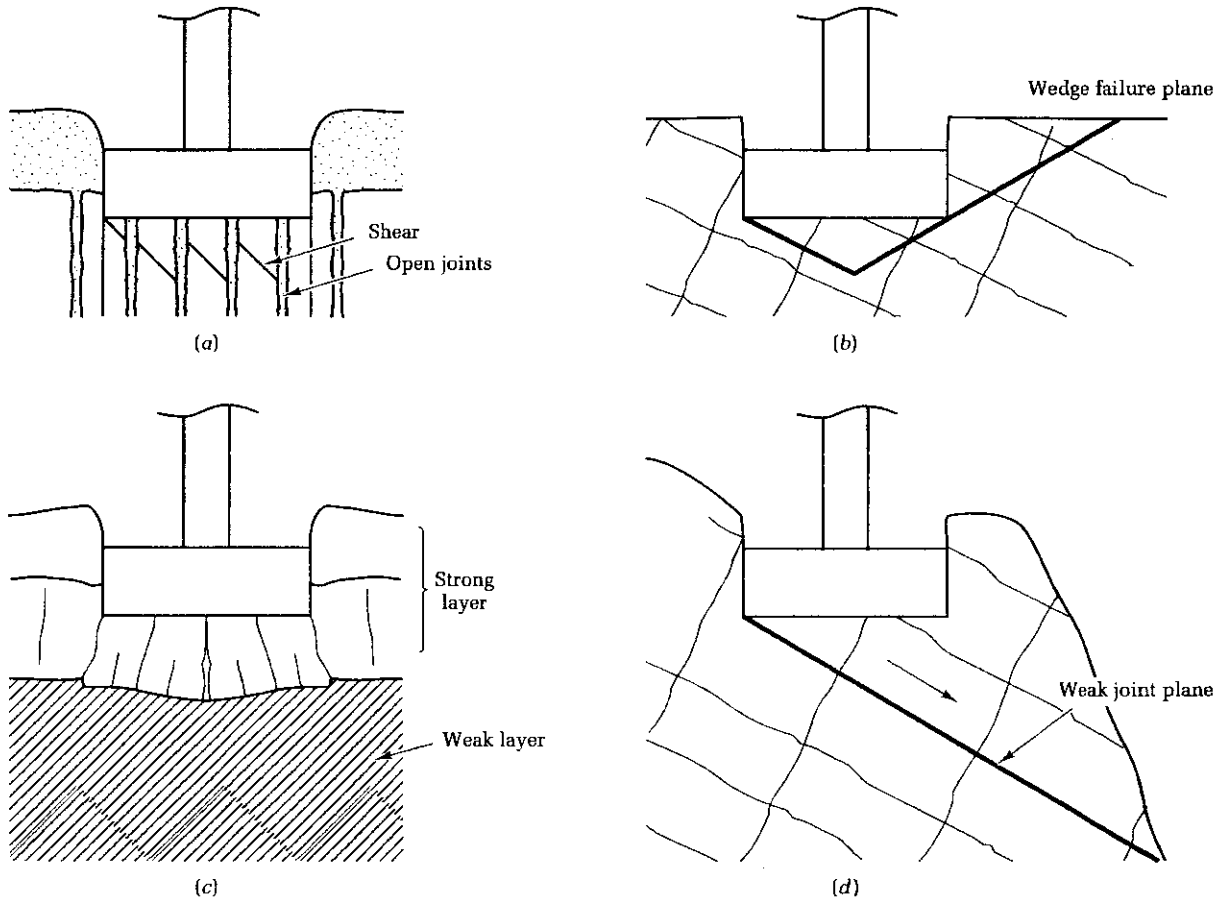 Shear
Open joints
(a)
Wedge failure plane
(b)
Strong
layer
Weak layer
(c)
Weak joint plane
(d)